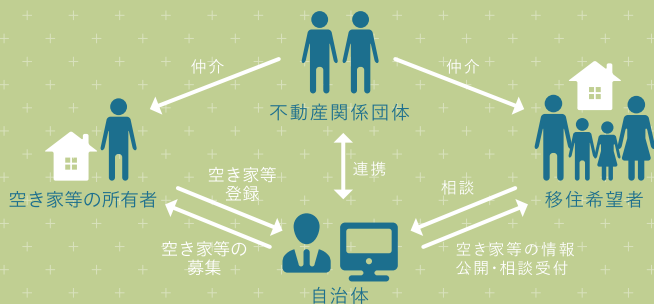 仲介
仲介
不動産関係団体
連携
空き家等の所有者
空き家等
登録
相談
移住希望者
空き家等の
募集
空き家等の情報
公開・相談受付
自治体